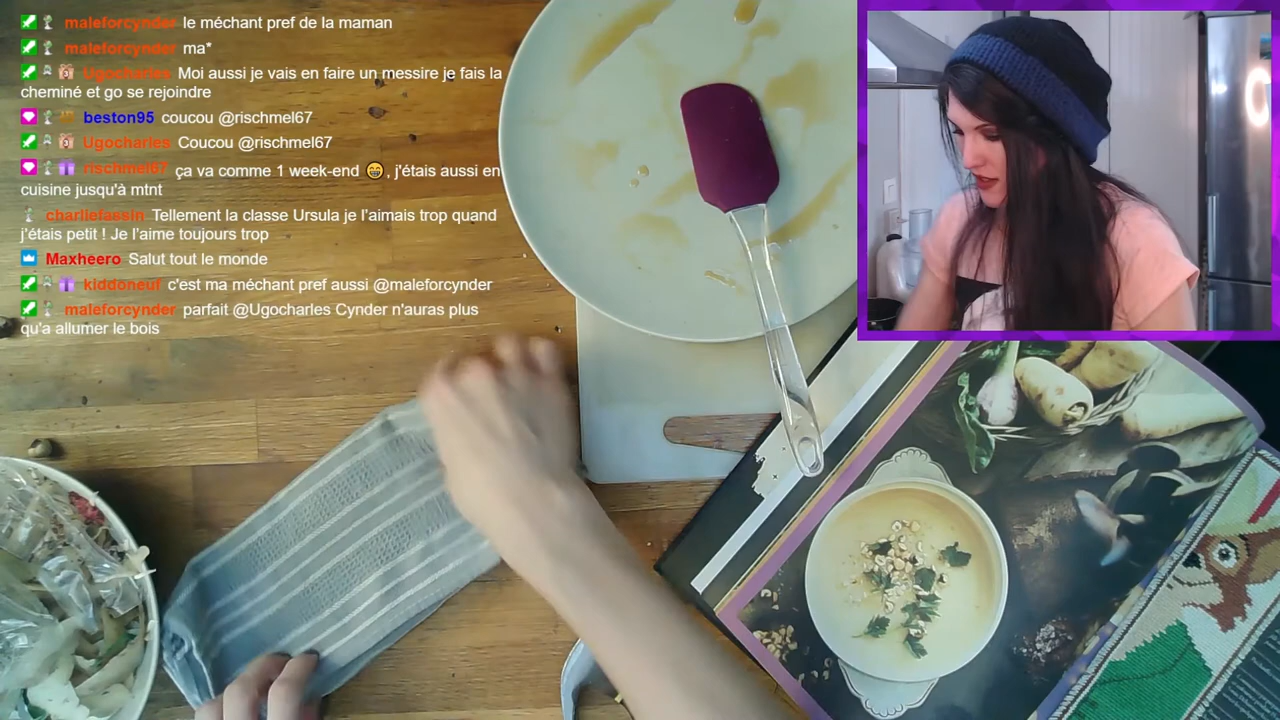 maleforcynder le méchant pref de la maman
maleforcynder ma*
Ugocharles Moi aussi je vais en faire un messire je fais la
cheminé et go se rejoindre
beston95 coucou @rischmel67
Ugocharles Coucou @rischmel67
rischmel67 ça va comme 1 week-end 😁, j'étais aussi en
cuisine jusqu'à mtnt
charliefassin Tellement la classe Ursula je l'aimais trop quand
j'étais petit ! Je l'aime toujours trop
Maxheero Salut tout le monde
kiddoneuf c'est ma méchant pref aussi @maleforcynder
maleforcynder parfait @Ugocharles Cynder n'auras plus
qu'a allumer le bois